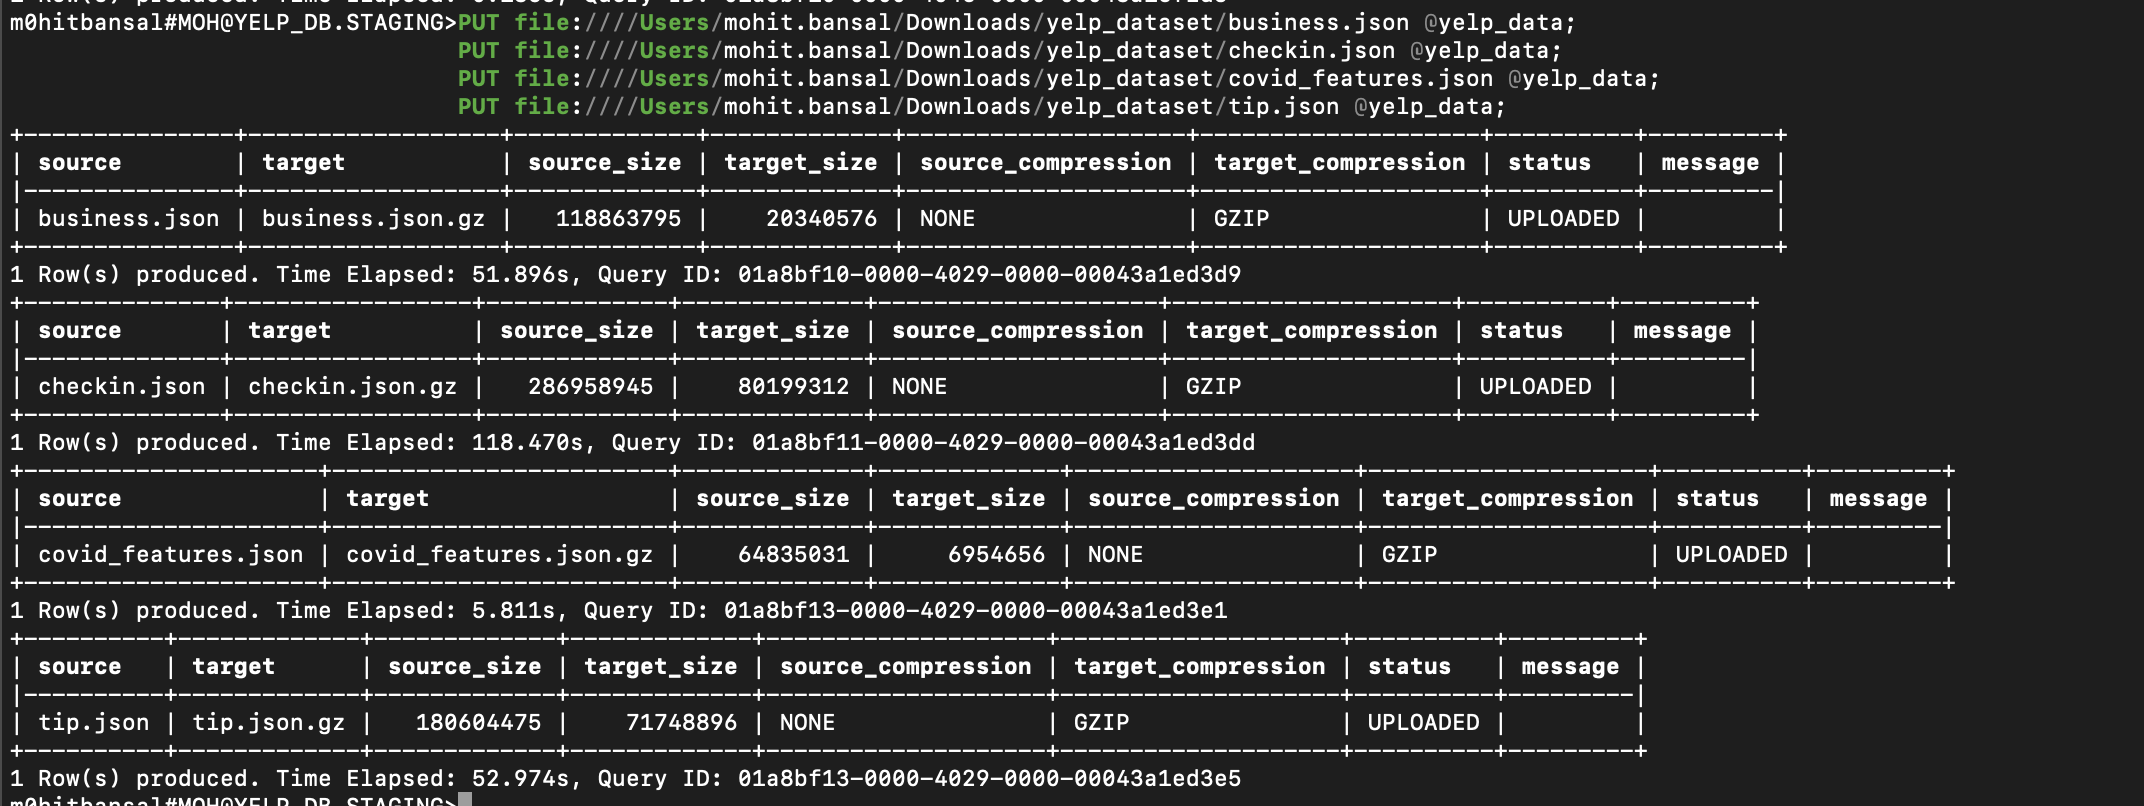 m0hitbansal#MOH@YELP_DB.STAGING>PUT file:////Users/mohit.bansal/Downloads/yelp_dataset/business.json @yelp_data;
PUT file:////Users/mohit.bansal/Downloads/yelp_dataset/checkin.json @yelp_data;
PUT file:////Users/mohit.bansal/Downloads/yelp_dataset/covid_features.json @yelp_data;
PUT file:////Users/mohit.bansal/Downloads/yelp_dataset/tip.json @yelp_data;
| source | target | source_size | target_size | source_compression | target_compression | status | message |
| business.json | business.json.gz | 118863795 | 20340576 | NONE | GZIP | UPLOADED | |
1 Row(s) produced. Time Elapsed: 51.896s, Query ID: 01a8bf10-0000-4029-0000-00043a1ed3d9
| source | target | source_size | target_size | source_compression | target_compression | status | message |
| checkin.json | checkin.json.gz | 286958945 | 80199312 | NONE | GZIP | UPLOADED | |
1 Row(s) produced. Time Elapsed: 118.470s, Query ID: 01a8bf11-0000-4029-0000-00043a1ed3dd
| source | target | source_size | target_size | source_compression | target_compression | status | message |
| covid_features.json | covid_features.json.gz | 64835031 | 6954656 | NONE | GZIP | UPLOADED | |
1 Row(s) produced. Time Elapsed: 5.811s, Query ID: 01a8bf13-0000-4029-0000-00043a1ed3e1
| source | target | source_size | target_size | source_compression | target_compression | status | message |
| tip.json | tip.json.gz | 180604475 | 71748896 | NONE | GZIP | UPLOADED | |
1 Row(s) produced. Time Elapsed: 52.974s, Query ID: 01a8bf13-0000-4029-0000-00043a1ed3e5
m0hitbansal#MOH@YELP_DB.STAGING>